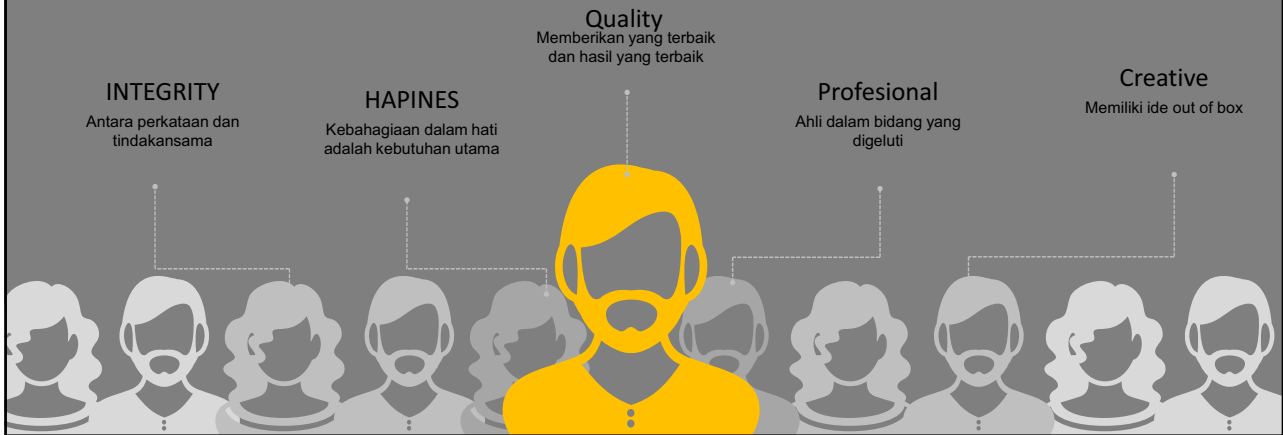 INTEGRITY
Antara perkataan dan
tindakansama
HAPINES
Kebahagiaan dalam hati
adalah kebutuhan utama
Quality
Memberikan yang terbaik
dan hasil yang terbaik
Profesional
Ahli dalam bidang yang
digeluti
Creative
Memiliki ide out of box